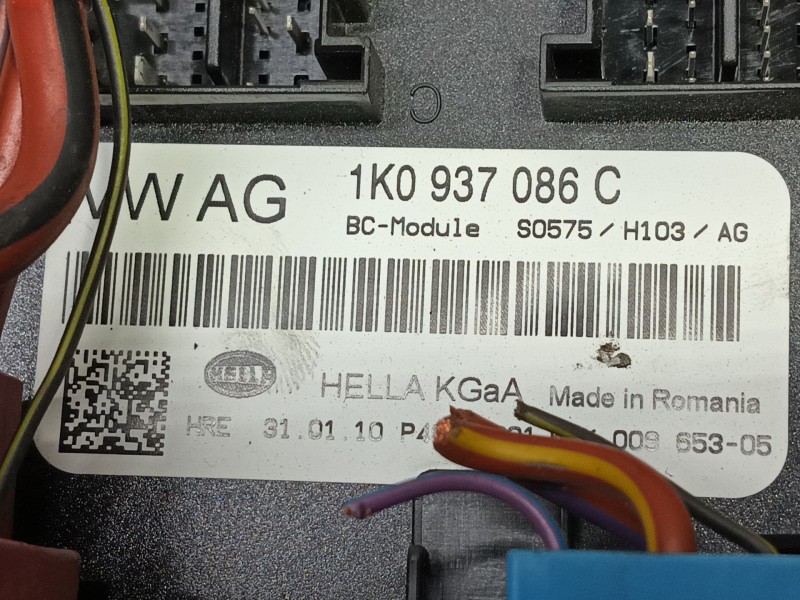 C
VW AG
1K0 937 086 C
BC-Module S0575/H103/AG
HELLA
HELLA KGaA Made in Romania
HRE 31.01.10 009 653-05